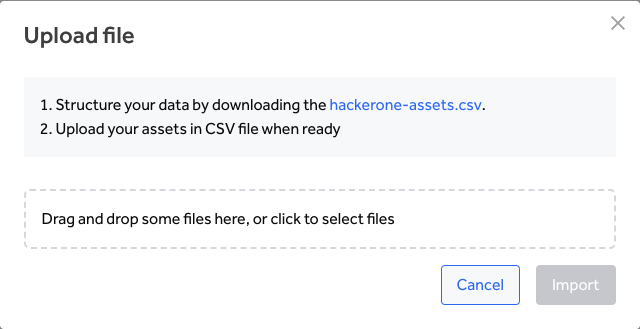 Upload file
1. Structure your data by downloading the hackerone-assets.csv.
2. Upload your assets in CSV file when ready
Drag and drop some files here, or click to select files
Cancel
Import